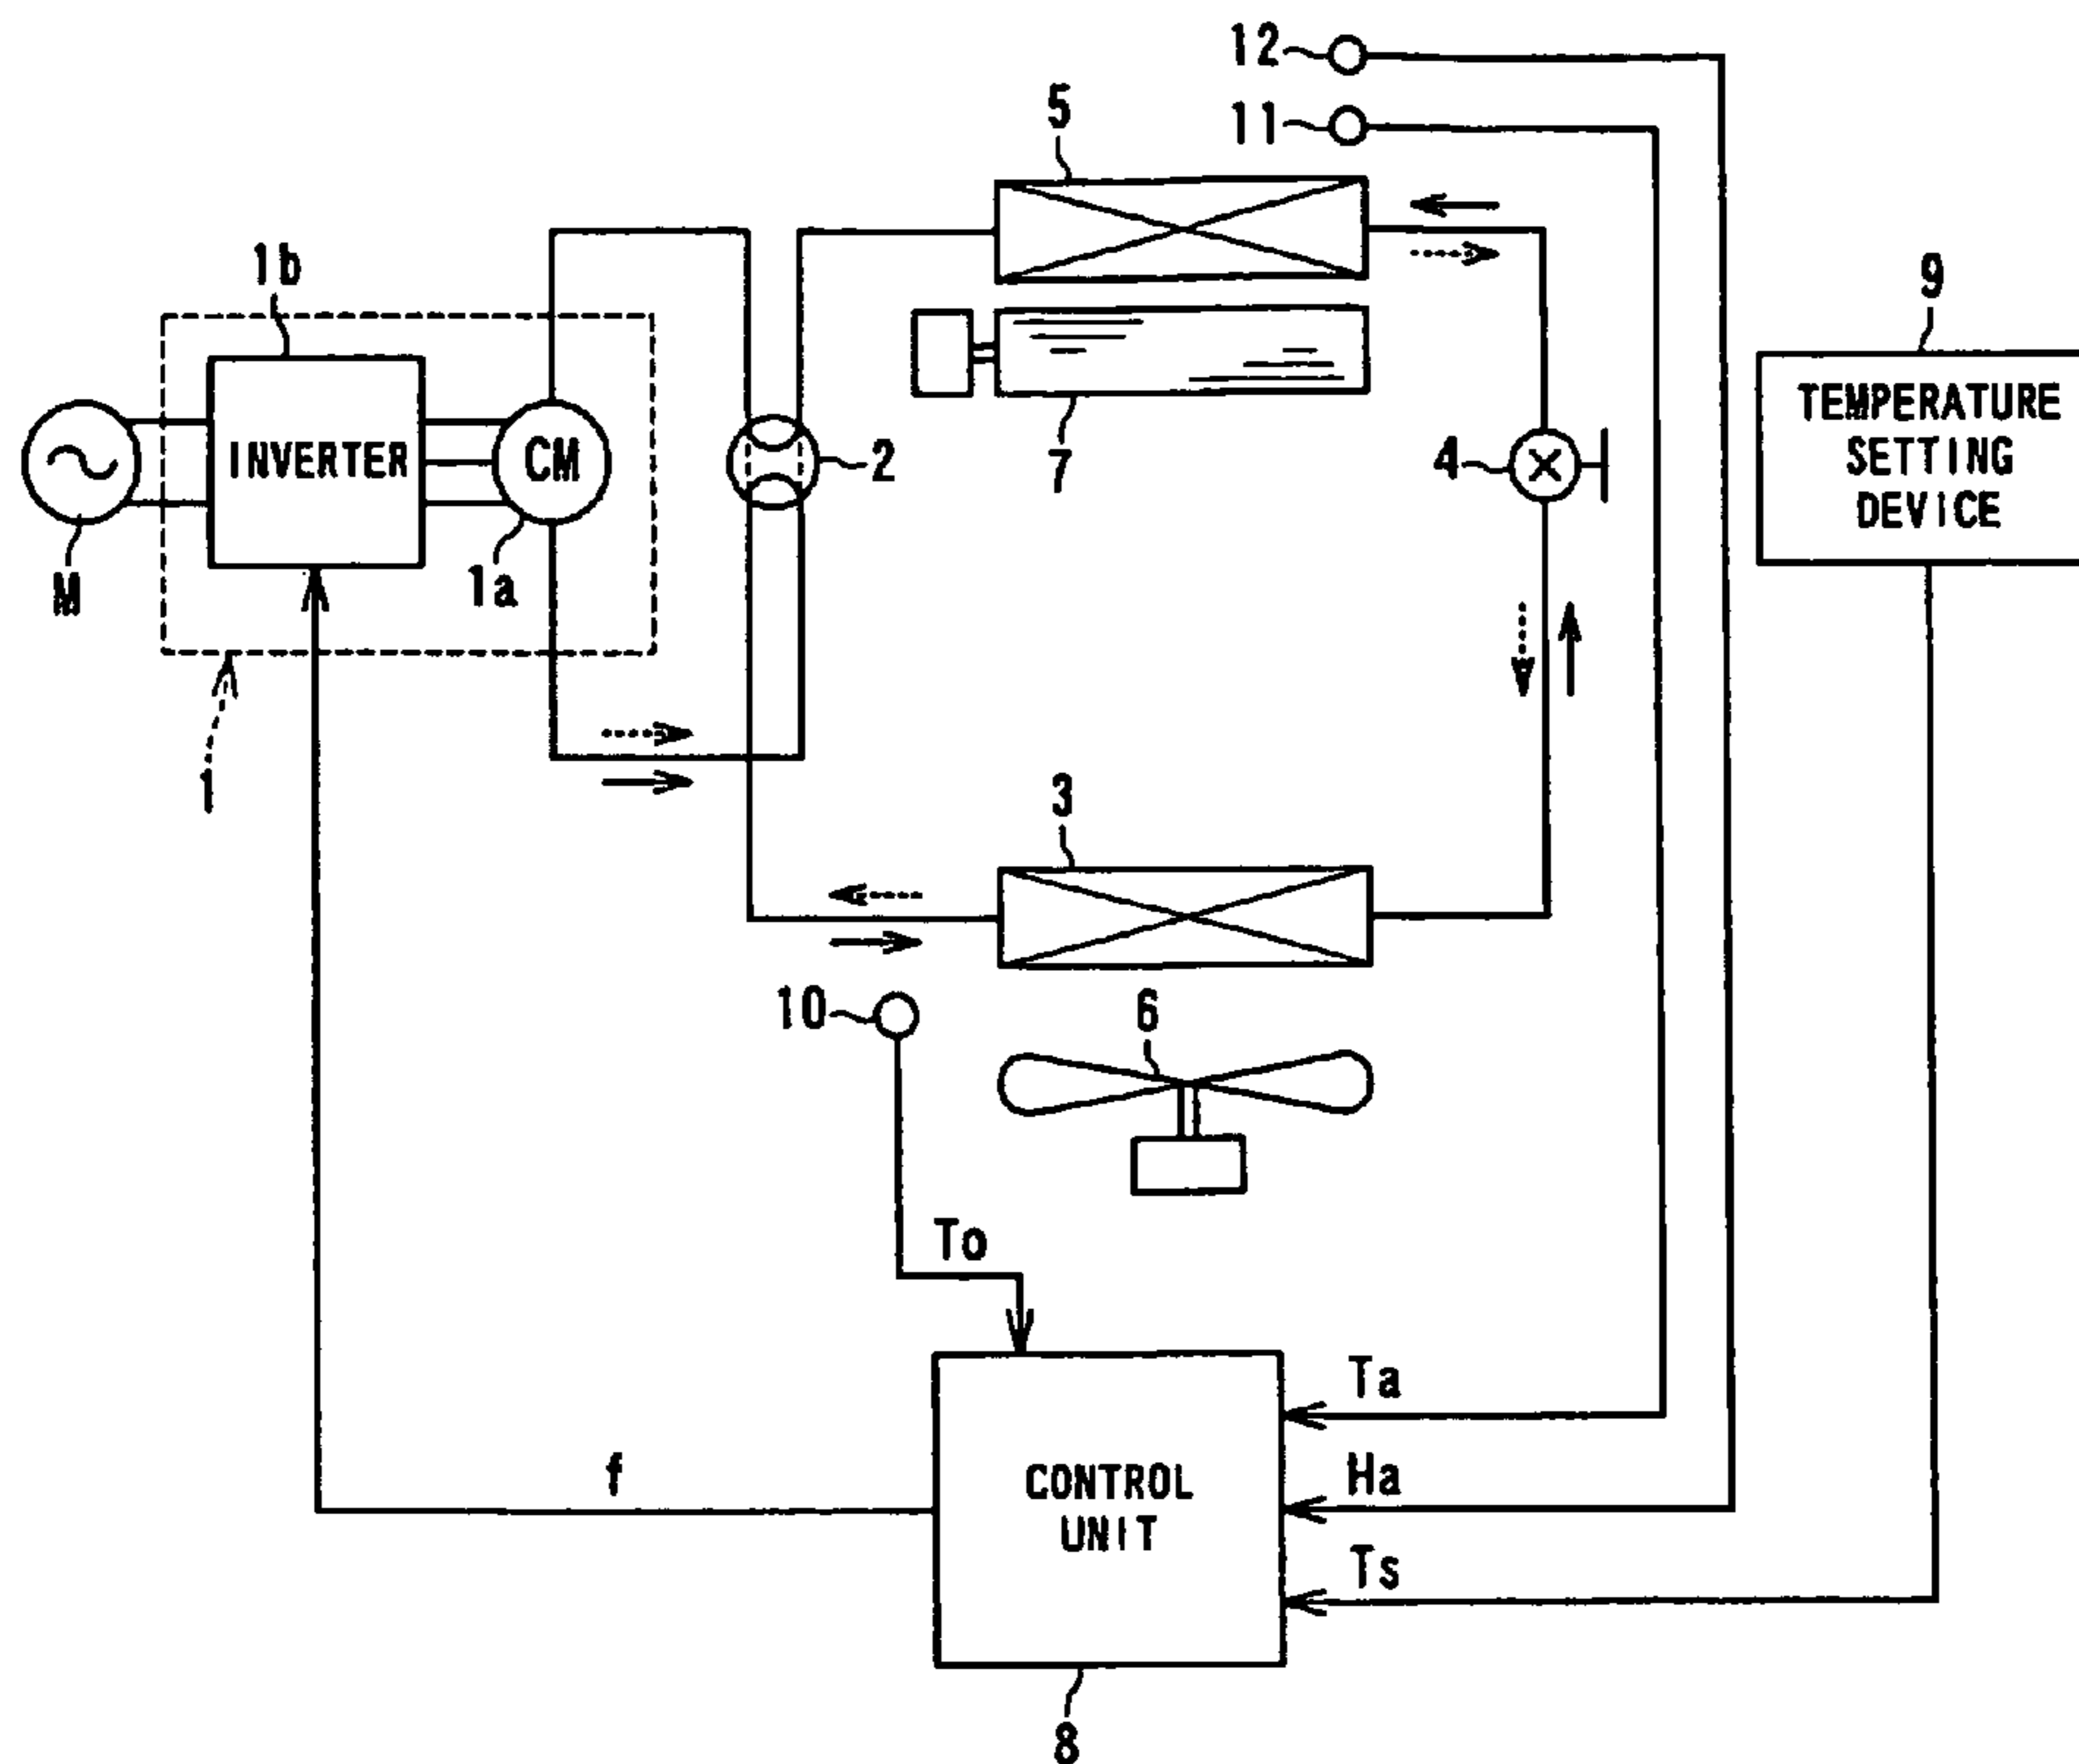 12
11
5
1b
9
TEMPERATURE
SETTING
DEVICE
INVERTER
CM
2
7
4
M
1a
1
3
10
6
To
Ta
f
Ha
CONTROL
UNIT
Ts
8